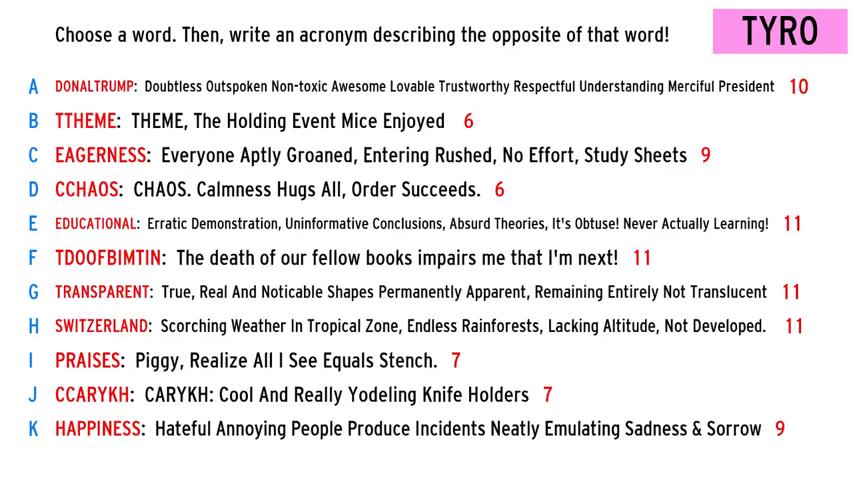 Choose a word. Then, write an acronym describing the opposite of that word!
TYRO
A DONALTRUMP: Doubtless Outspoken Non-toxic Awesome Lovable Trustworthy Respectful Understanding Merciful President 10
B TTHEME: THEME, The Holding Event Mice Enjoyed 6
C EAGERNESS: Everyone Aptly Groaned, Entering Rushed, No Effort, Study Sheets 9
D CCHAOS: CHAOS. Calmness Hugs All, Order Succeeds. 6
E EDUCATIONAL: Erratic Demonstration, Uninformative Conclusions, Absurd Theories, It's Obtuse! Never Actually Learning! 11
F TDOOFBIMTIN: The death of our fellow books impairs me that I'm next! 11
G TRANSPARENT: True, Real And Noticable Shapes Permanently Apparent, Remaining Entirely Not Translucent 11
H SWITZERLAND: Scorching Weather In Tropical Zone, Endless Rainforests, Lacking Altitude, Not Developed. 11
I PRAISES: Piggy, Realize All I See Equals Stench. 7
J CCARYKH: CARYKH: Cool And Really Yodeling Knife Holders 7
K HAPPINESS: Hateful Annoying People Produce Incidents Neatly Emulating Sadness & Sorrow 9